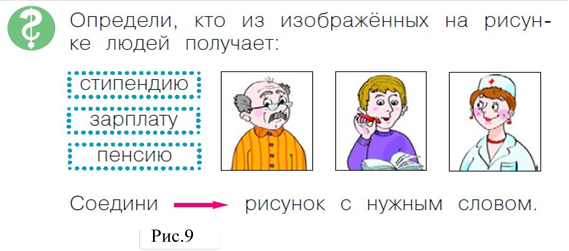 Определи, кто из изображённых на рисун-
ке людей получает:
стипендию
зарплату
пенсию
Соедини рисунок с нужным словом.
Рис.9